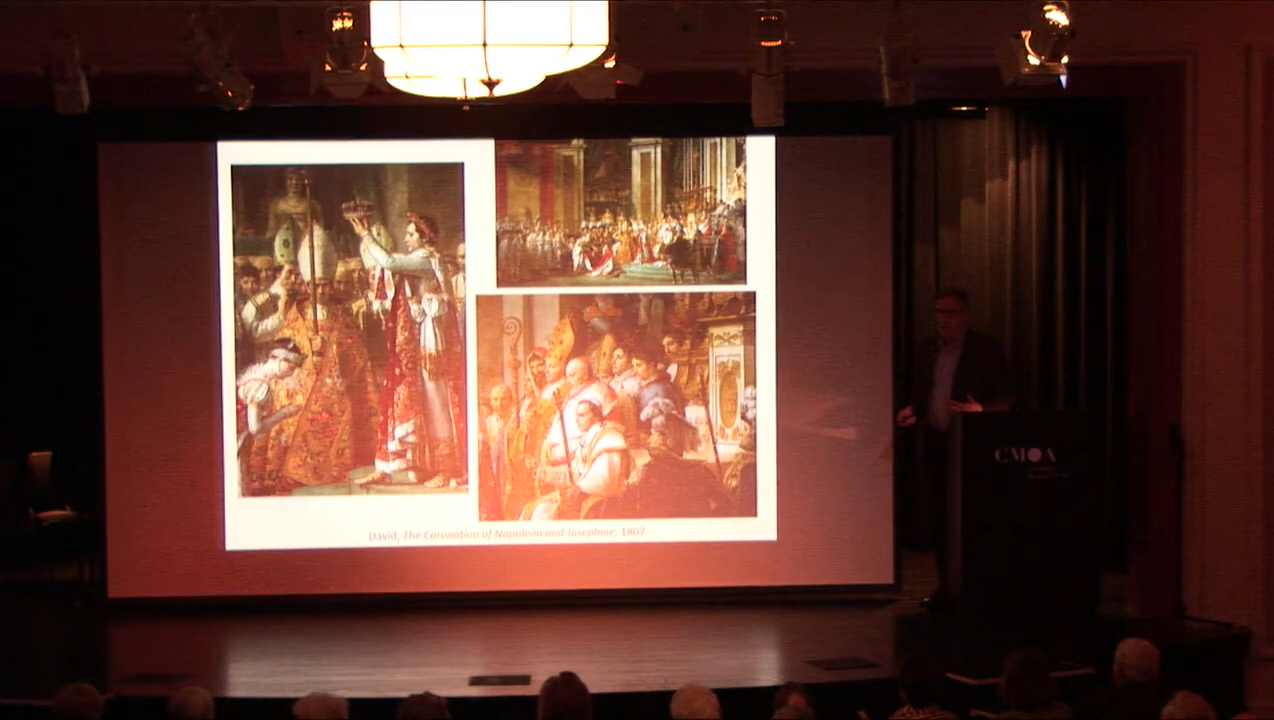 David, The Coronation of Napoleon and Josephine, 1807
CMOA